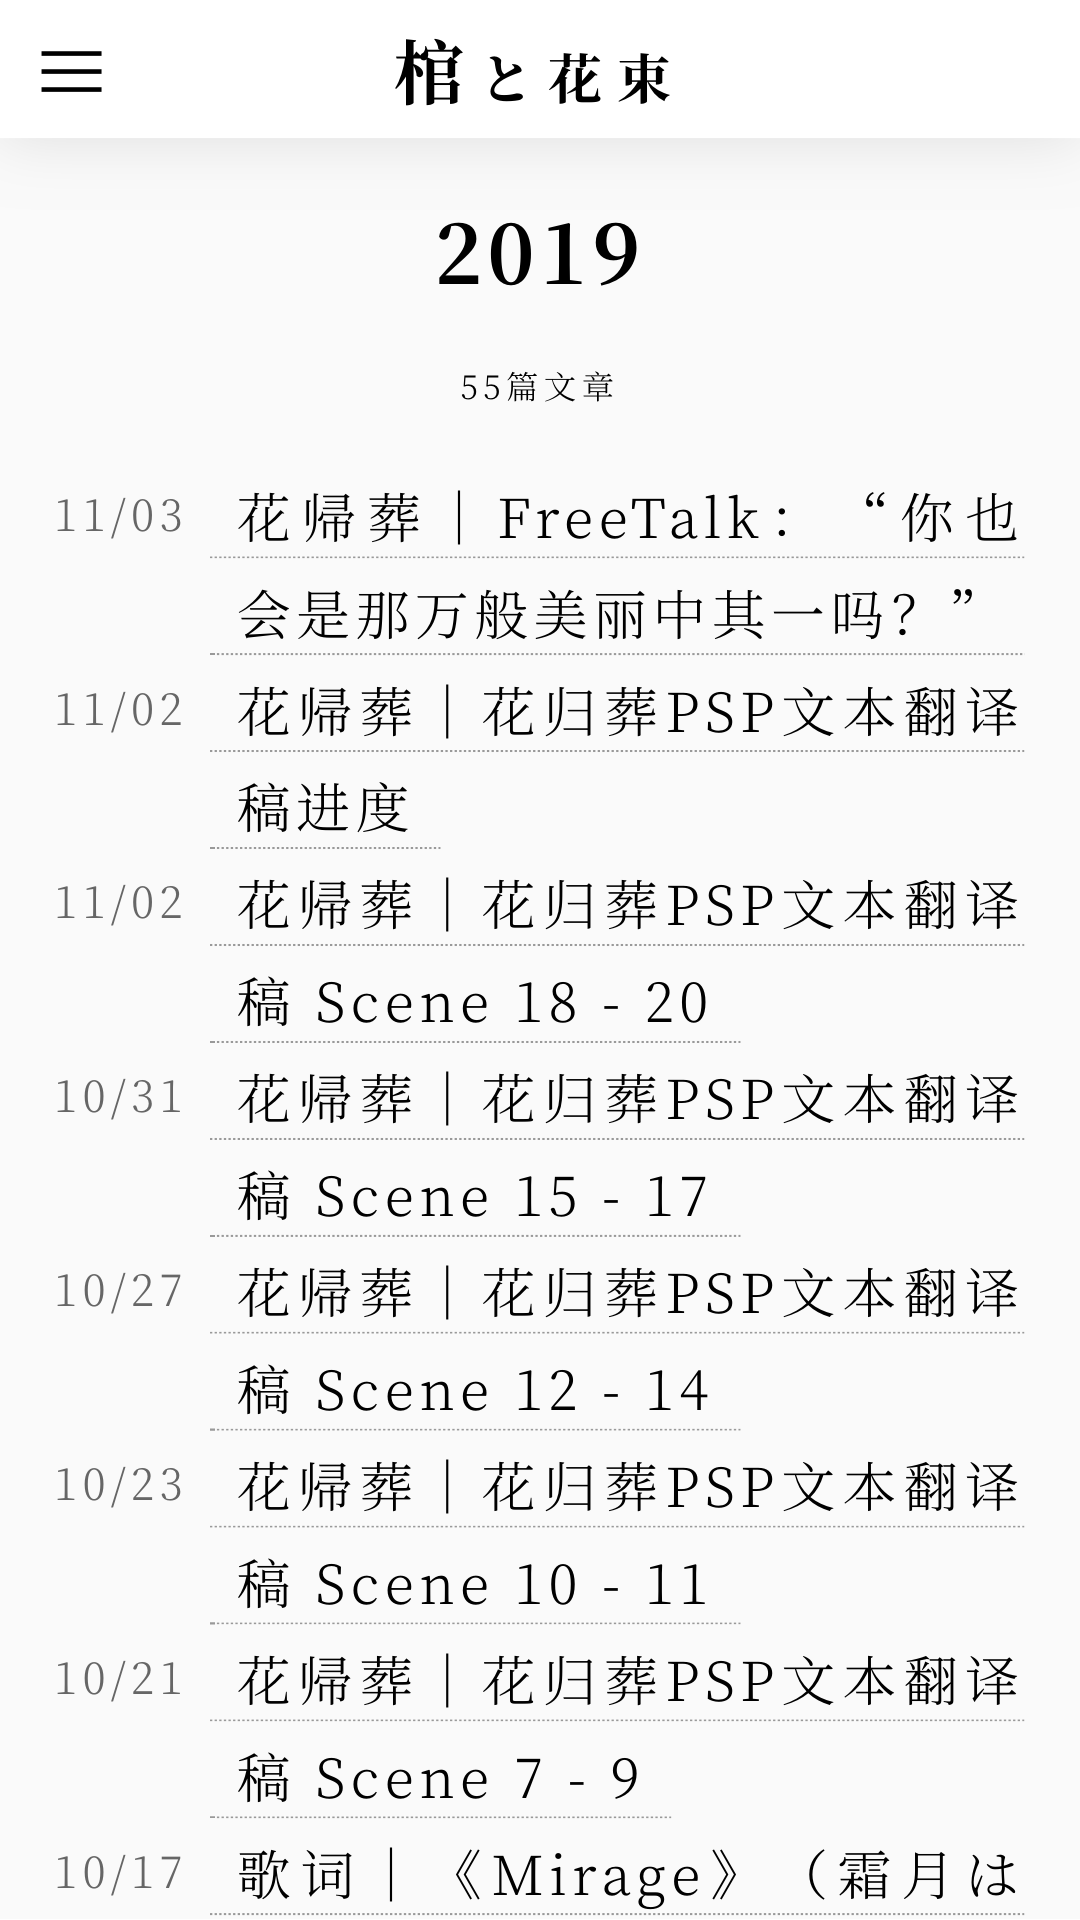 棺と花束
2019
55篇文章
11/03 花帰葬｜FreeTalk：“你也
会是那万般美丽中其一吗？”
11/02 花帰葬｜花归葬PSP文本翻译
稿进度
11/02 花帰葬｜花归葬PSP文本翻译
稿 Scene 18 - 20
10/31 花帰葬｜花归葬PSP文本翻译
稿 Scene 15 - 17
10/27 花帰葬｜花归葬PSP文本翻译
稿 Scene 12 - 14
10/23 花帰葬｜花归葬PSP文本翻译
稿 Scene 10 - 11
10/21 花帰葬｜花归葬PSP文本翻译
稿 Scene 7 - 9
10/17 歌词｜《Mirage》（霜月は